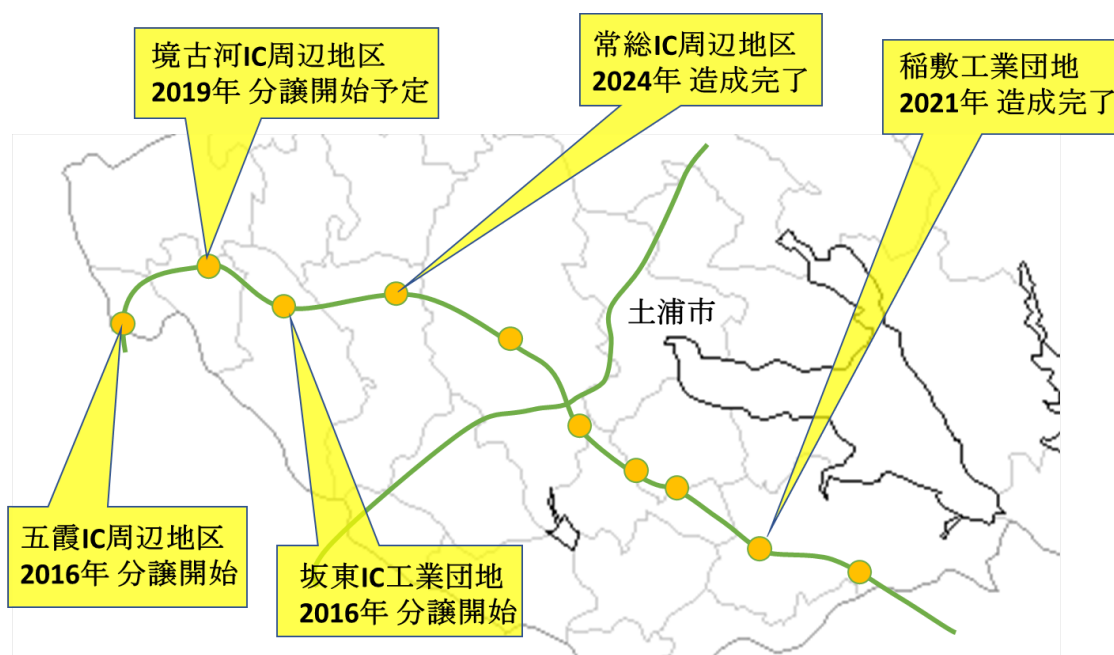 境古河IC周辺地区
2019年 分譲開始予定
常総IC周辺地区
2024年 造成完了
稲敷工業団地
2021年 造成完了
土浦市
五霞IC周辺地区
2016年 分譲開始
坂東IC工業団地
2016年 分譲開始